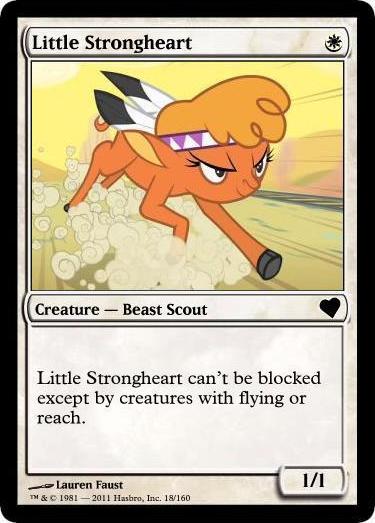 Little Strongheart
Creature — Beast Scout
Little Strongheart can't be blocked
except by creatures with flying or
reach.
1/1
Lauren Faust
™ & © 1981 — 2011 Hasbro, Inc. 18/160